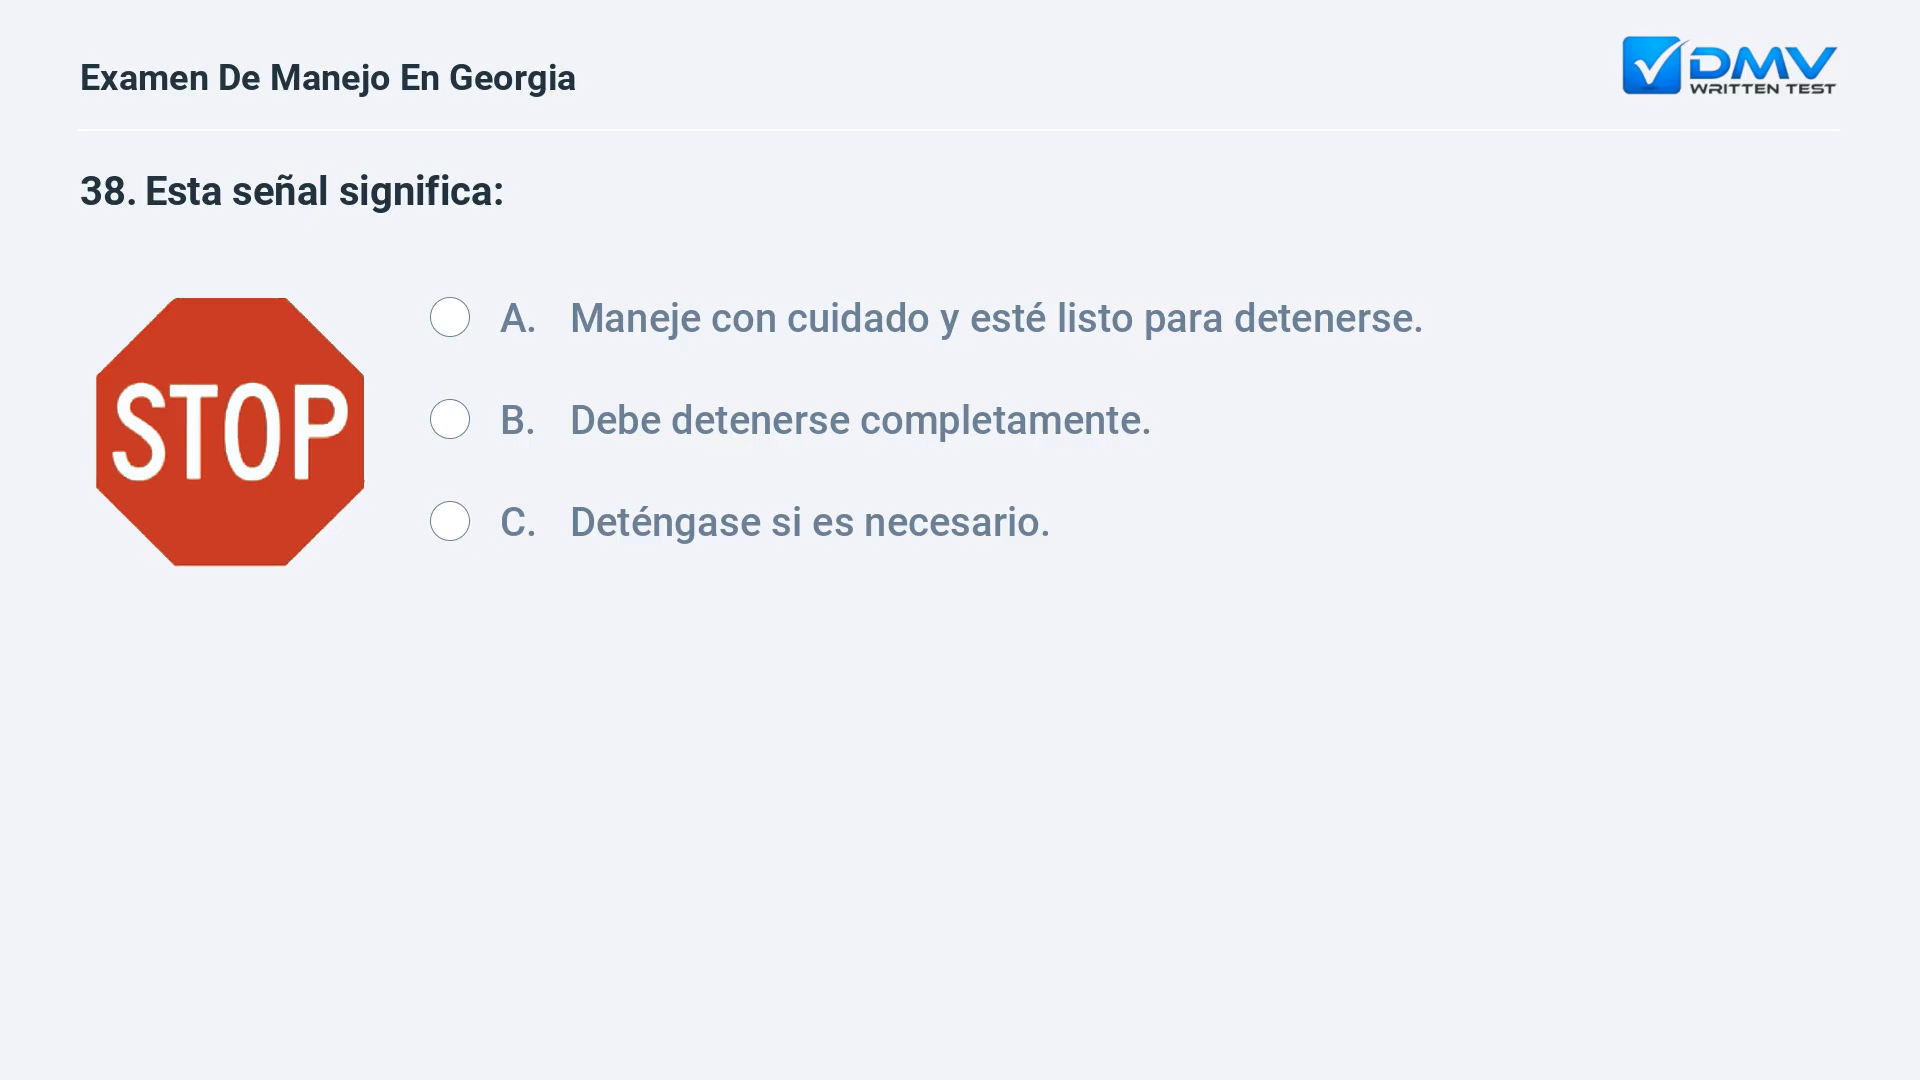 Examen De Manejo En Georgia
DMV
WRITTEN TEST
38. Esta señal significa:
STOP
A. Maneje con cuidado y esté listo para detenerse.
B. Debe detenerse completamente.
C. Deténgase si es necesario.